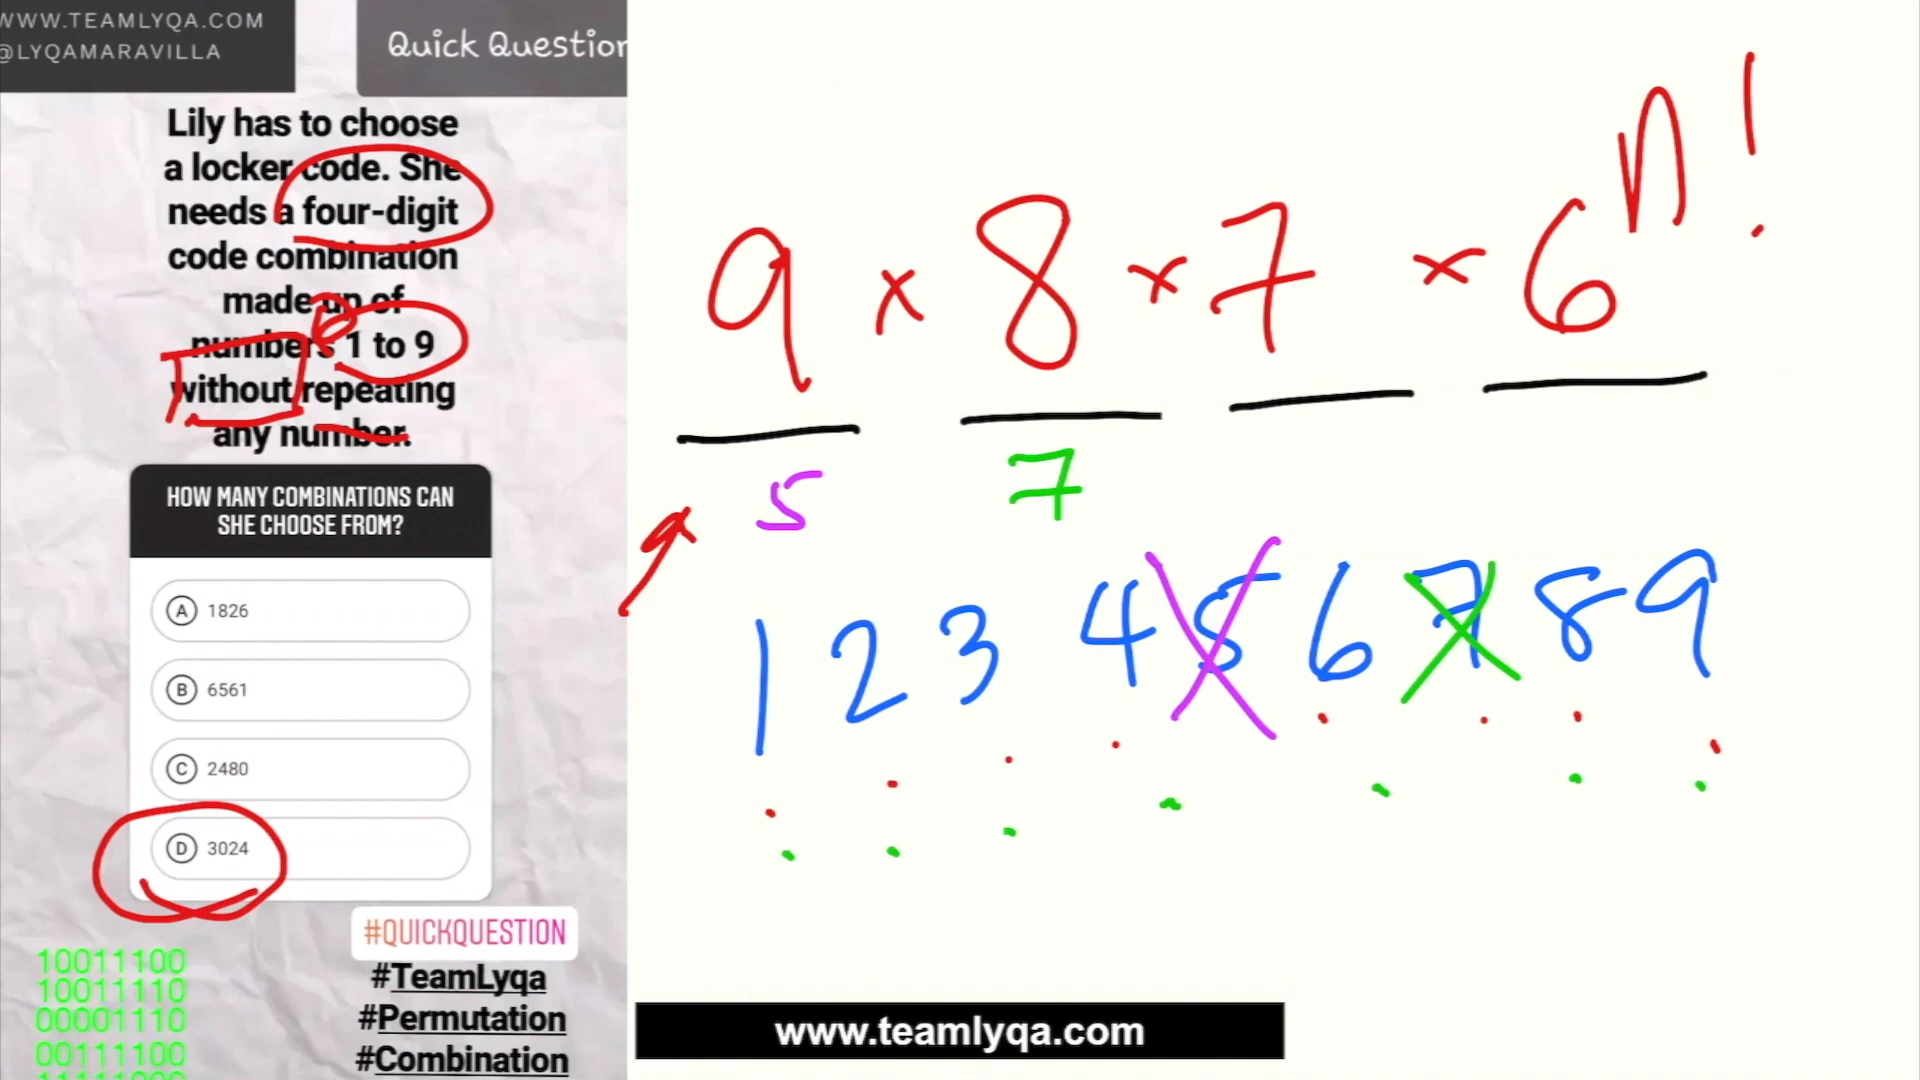 WWW.TEAMLYQA.COM
@LYQAMARAVILLA
Quick Question
Lily has to choose
a locker code. She
needs a four-digit
code combination
made up of
numbers 1 to 9
without repeating
any number.
HOW MANY COMBINATIONS CAN
SHE CHOOSE FROM?
A 1826
B 6561
C 2480
D 3024
#QUICKQUESTION
#TeamLyqa
#Permutation
#Combination
10011100
10011110
00001110
00111100
n!
9 × 8 × 7 × 6
5 7
1 2 3 4 5 6 7 8 9
www.teamlyqa.com